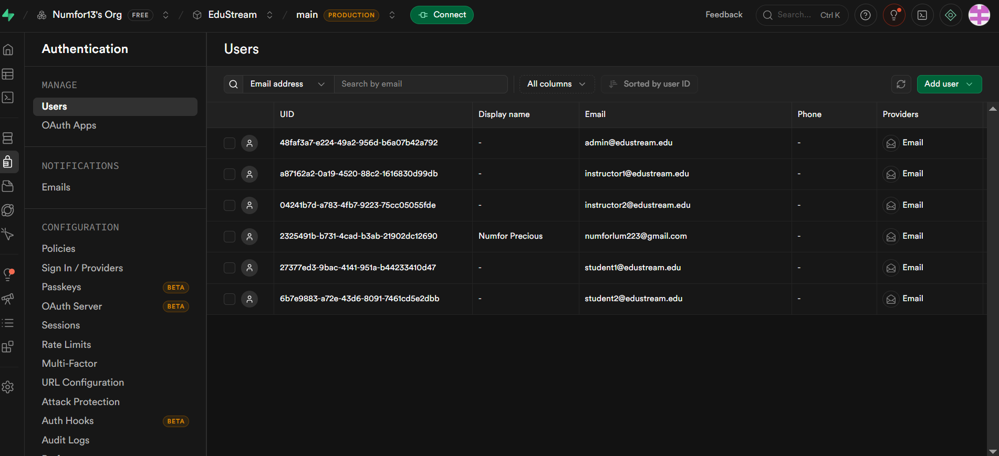 Numfor13's Org FREE EduStream main PRODUCTION Connect Feedback Search... Ctrl K
Authentication
MANAGE
Users
OAuth Apps
NOTIFICATIONS
Emails
CONFIGURATION
Policies
Sign In / Providers
Passkeys BETA
OAuth Server BETA
Sessions
Rate Limits
Multi-Factor
URL Configuration
Attack Protection
Auth Hooks BETA
Audit Logs
Users
Email address Search by email All columns Sorted by user ID Add user
UID Display name Email Phone Providers
48faf3a7-e224-49a2-956d-b6a07b42a792 - admin@edustream.edu - Email
a87162a2-0a19-4520-88c2-1616830d99db - instructor1@edustream.edu - Email
04241b7d-a783-4fb7-9223-75cc05055fde - instructor2@edustream.edu - Email
2325491b-b731-4cad-b3ab-21902dc12690 Numfor Precious numforlum223@gmail.com - Email
27377ed3-9bac-4141-951a-b44233410d47 - student1@edustream.edu - Email
6b7e9883-a72e-43d6-8091-7461cd5e2dbb - student2@edustream.edu - Email